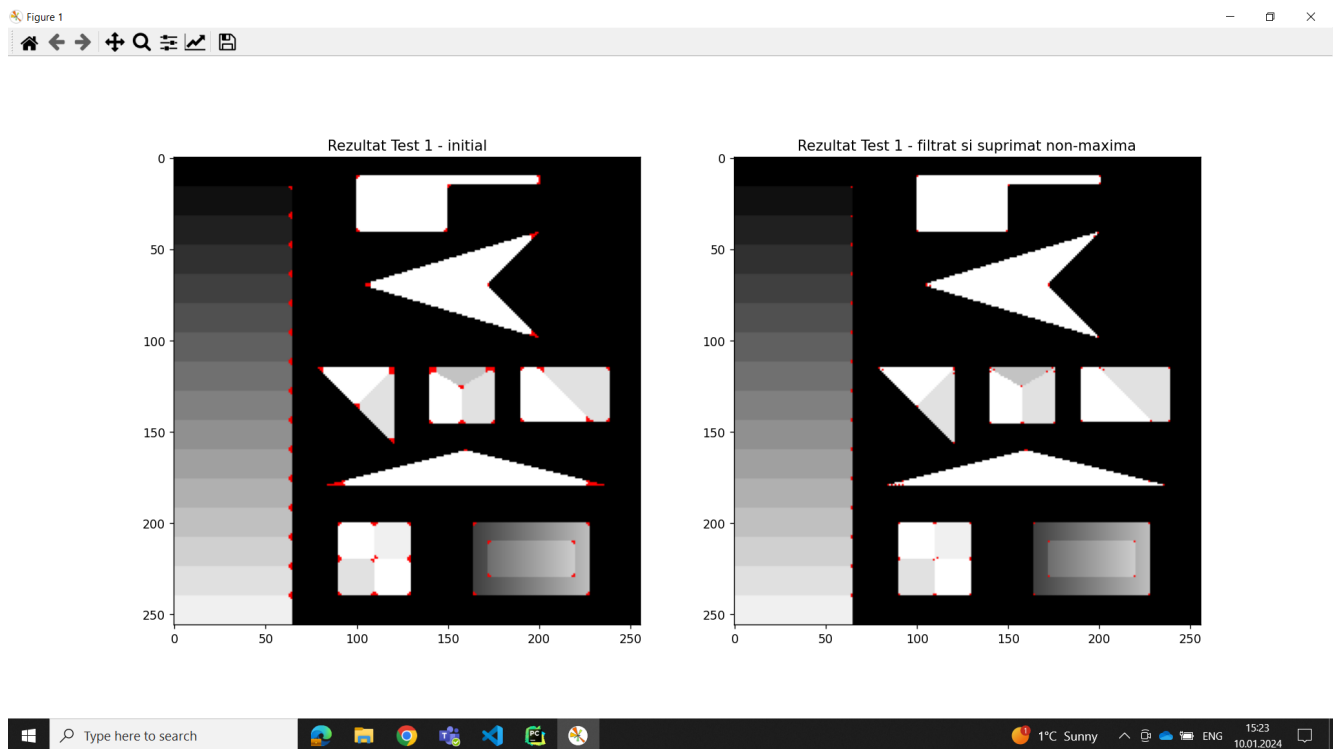 Figure 1
Rezultat Test 1 - initial
0
50
100
150
200
250
0 50 100 150 200 250
Rezultat Test 1 - filtrat si suprimat non-maxima
0
50
100
150
200
250
0 50 100 150 200 250
Type here to search
PC
1
1°C Sunny
ENG
15:23
10.01.2024